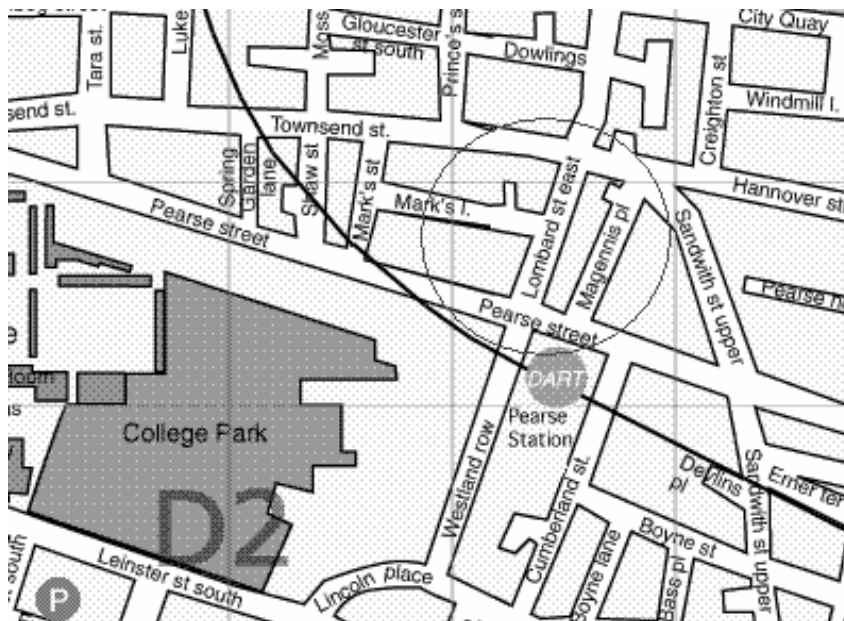 City Quay
Gloucester
st south
Luke
Moss
Prince's s
Dowlings
Tara st.
Creighton st
Windmill l.
send st.
Townsend st.
Spring
Garden
lane
Shaw st
Mark's st
Mark's l.
Lombard st east
Magennis pl
Hannover str
Sandwith st upper
Pearse street
Pearse ho
Pearse street
DART
Pearse
Station
College Park
Westland row
Cumberland st.
Devlins
pl
Erner ter
Sandwith st upper
D2
Boyne st
Boyne lane
Bass pl
Leinster st south
Lincoln place
south
P